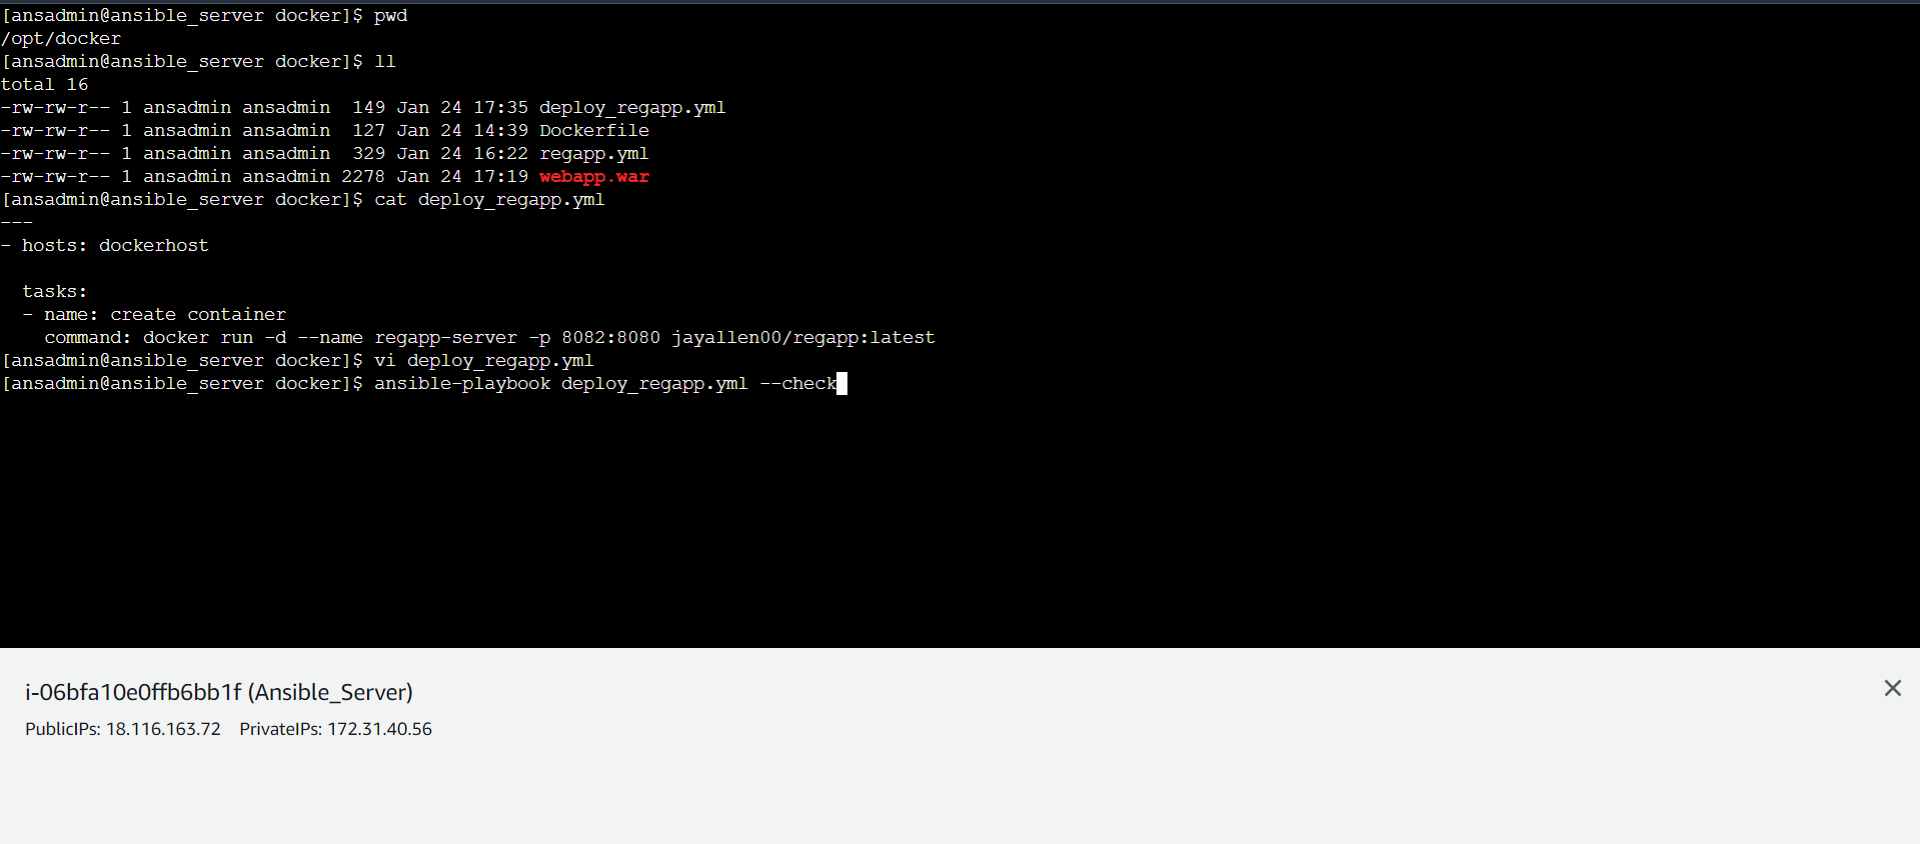 [ansadmin@ansible_server docker]$ pwd
/opt/docker
[ansadmin@ansible_server docker]$ ll
total 16
-rw-rw-r-- 1 ansadmin ansadmin  149 Jan 24 17:35 deploy_regapp.yml
-rw-rw-r-- 1 ansadmin ansadmin  127 Jan 24 14:39 Dockerfile
-rw-rw-r-- 1 ansadmin ansadmin  329 Jan 24 16:22 regapp.yml
-rw-rw-r-- 1 ansadmin ansadmin 2278 Jan 24 17:19 webapp.war
[ansadmin@ansible_server docker]$ cat deploy_regapp.yml
---
- hosts: dockerhost
  tasks:
  - name: create container
    command: docker run -d --name regapp-server -p 8082:8080 jayallen00/regapp:latest
[ansadmin@ansible_server docker]$ vi deploy_regapp.yml
[ansadmin@ansible_server docker]$ ansible-playbook deploy_regapp.yml --check
i-06bfa10e0ffb6bb1f (Ansible_Server)
PublicIPs: 18.116.163.72    PrivateIPs: 172.31.40.56